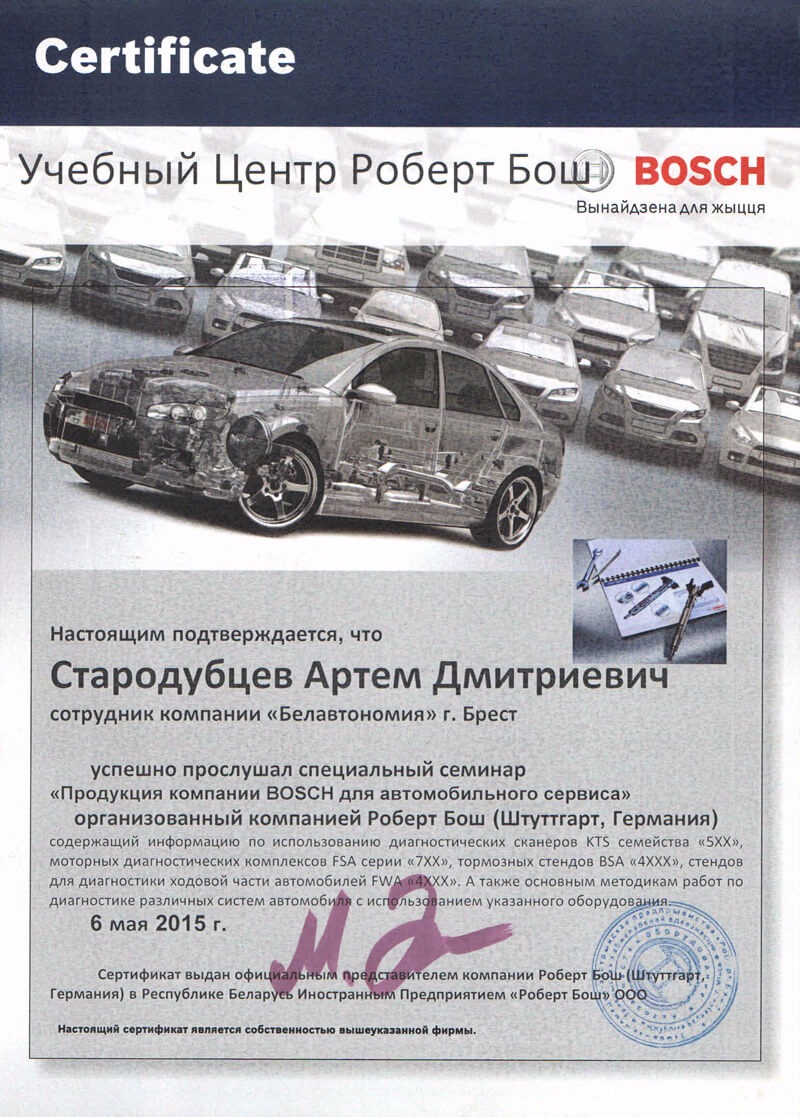 Certificate
Учебный Центр Роберт Бош
BOSCH
Вынайдзена для жыцця
Настоящим подтверждается, что
Стародубцев Артем Дмитриевич
сотрудник компании «Белавтономия» г. Брест
успешно прослушал специальный семинар
«Продукция компании BOSCH для автомобильного сервиса»
организованный компанией Роберт Бош (Штуттгарт, Германия)
содержащий информацию по использованию диагностических сканеров KTS семейства «5XX»,
моторных диагностических комплексов FSA серии «7XX», тормозных стендов BSA «4XXX», стендов
для диагностики ходовой части автомобилей FWA «4XXX». А также основным методикам работ по
диагностике различных систем автомобиля с использованием указанного оборудования.
6 мая 2015 г.
Сертификат выдан официальным представителем компании Роберт Бош (Штуттгарт,
Германия) в Республике Беларусь Иностранным Предприятием «Роберт Бош» ООО
Настоящий сертификат является собственностью вышеуказанной фирмы.